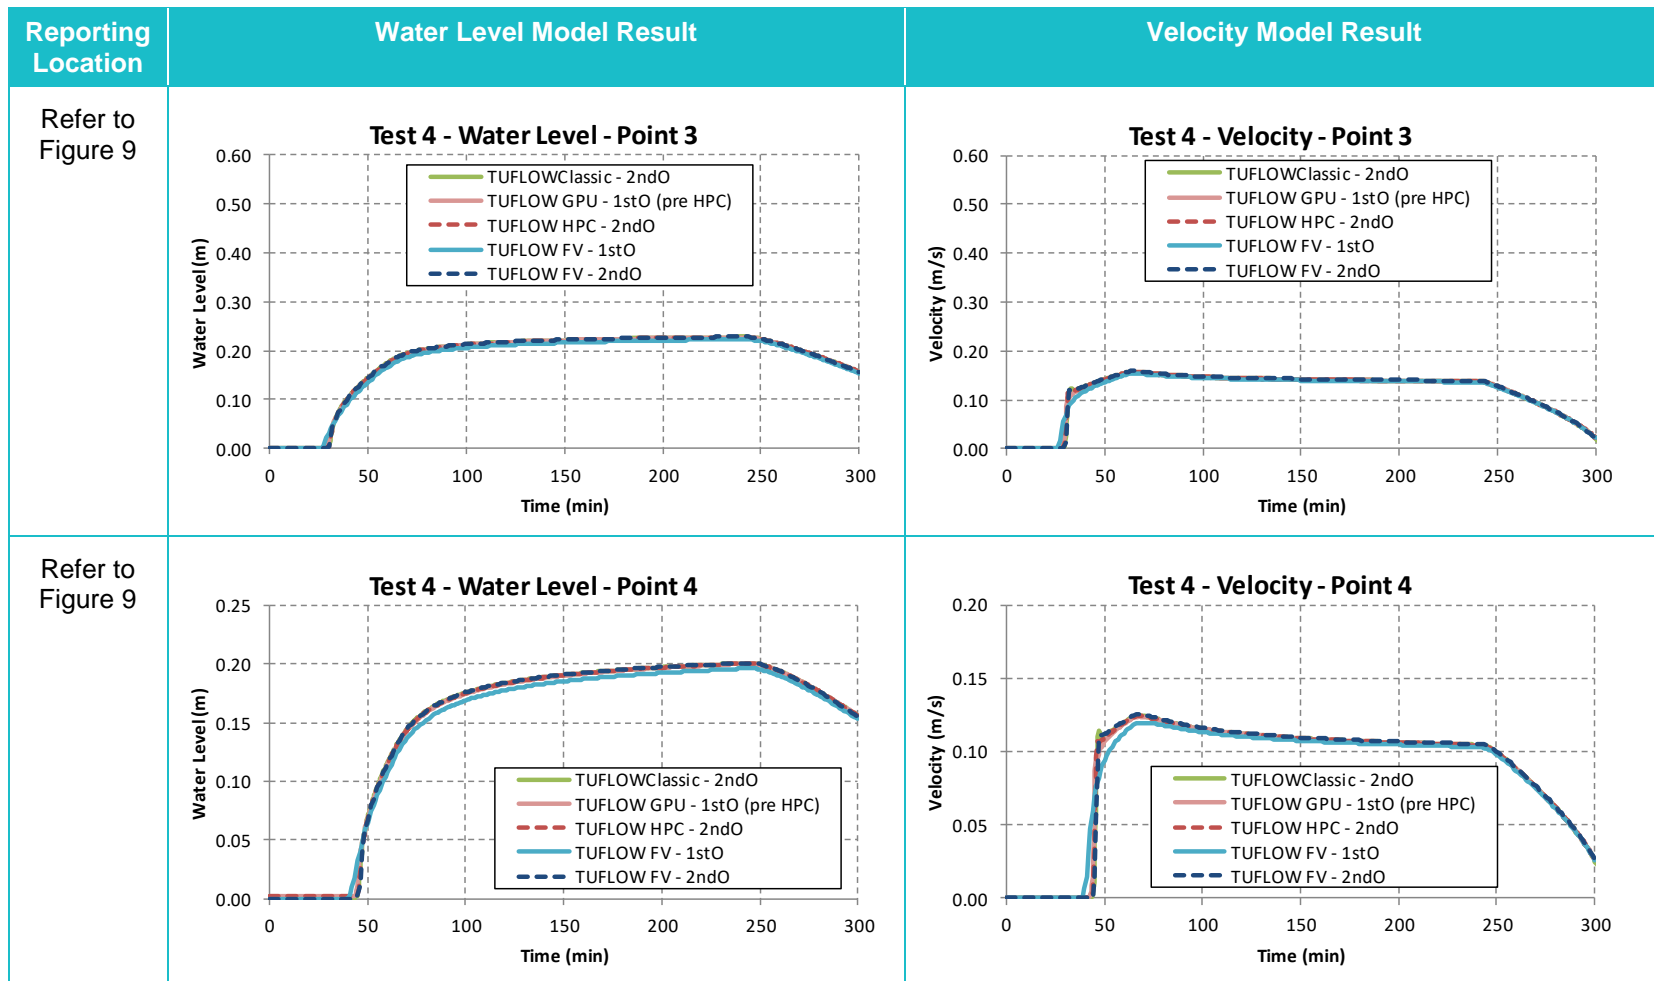 Reporting
Location
Water Level Model Result
Velocity Model Result
Refer to
Figure 9
Test 4 - Water Level - Point 3
0.60
0.50
0.40
0.30
0.20
0.10
0.00
Water Level (m)
TUFLOWClassic - 2ndO
TUFLOW GPU - 1stO (pre HPC)
TUFLOW HPC - 2ndO
TUFLOW FV - 1stO
TUFLOW FV - 2ndO
0 50 100 150 200 250 300
Time (min)
Test 4 - Velocity - Point 3
0.60
0.50
0.40
0.30
0.20
0.10
0.00
Velocity (m/s)
TUFLOWClassic - 2ndO
TUFLOW GPU - 1stO (pre HPC)
TUFLOW HPC - 2ndO
TUFLOW FV - 1stO
TUFLOW FV - 2ndO
0 50 100 150 200 250 300
Time (min)
Refer to
Figure 9
Test 4 - Water Level - Point 4
0.25
0.20
0.15
0.10
0.05
0.00
Water Level (m)
TUFLOWClassic - 2ndO
TUFLOW GPU - 1stO (pre HPC)
TUFLOW HPC - 2ndO
TUFLOW FV - 1stO
TUFLOW FV - 2ndO
0 50 100 150 200 250 300
Time (min)
Test 4 - Velocity - Point 4
0.20
0.15
0.10
0.05
0.00
Velocity (m/s)
TUFLOWClassic - 2ndO
TUFLOW GPU - 1stO (pre HPC)
TUFLOW HPC - 2ndO
TUFLOW FV - 1stO
TUFLOW FV - 2ndO
0 50 100 150 200 250 300
Time (min)